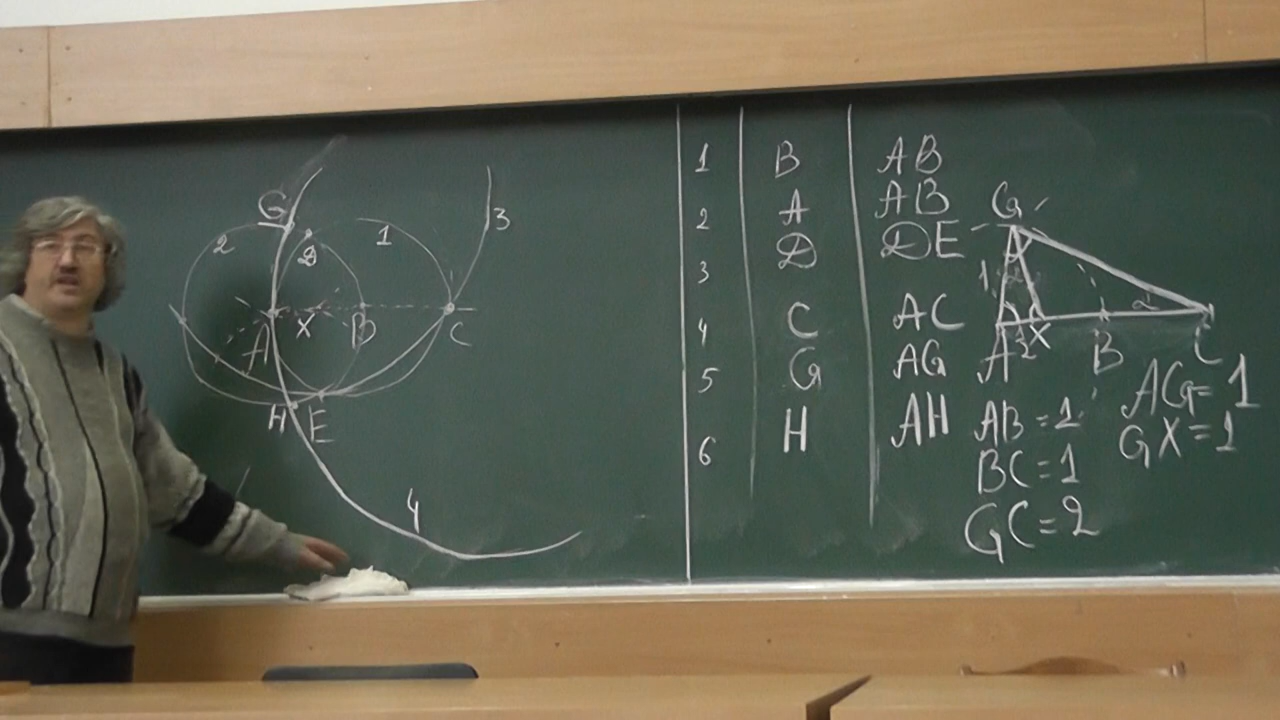 G
2
D
1
3
A
X
B
C
H
E
4
1 B AB
2 A AB
3 D DE
4 C AC
5 G AG
6 H AH
G
1
A
2
X
B
C
AB = 1
BC = 1
GC = 2
AG = 1
GX = 1